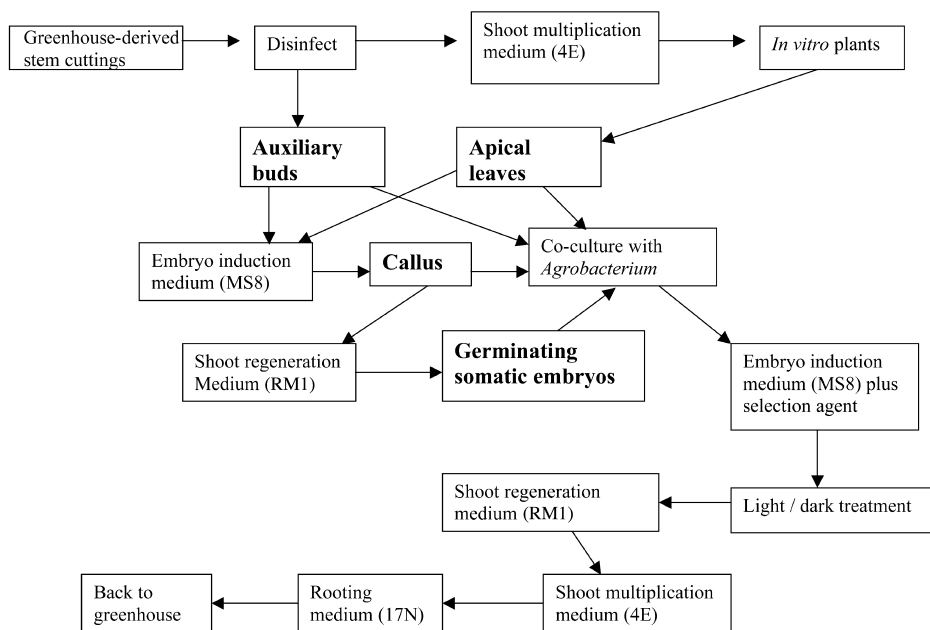 Greenhouse-derived
stem cuttings
Disinfect
Shoot multiplication
medium (4E)
In vitro plants
Auxiliary
buds
Apical
leaves
Embryo induction
medium (MS8)
Callus
Co-culture with
Agrobacterium
Shoot regeneration
Medium (RM1)
Germinating
somatic embryos
Embryo induction
medium (MS8) plus
selection agent
Shoot regeneration
medium (RM1)
Light / dark treatment
Back to
greenhouse
Rooting
medium (17N)
Shoot multiplication
medium (4E)